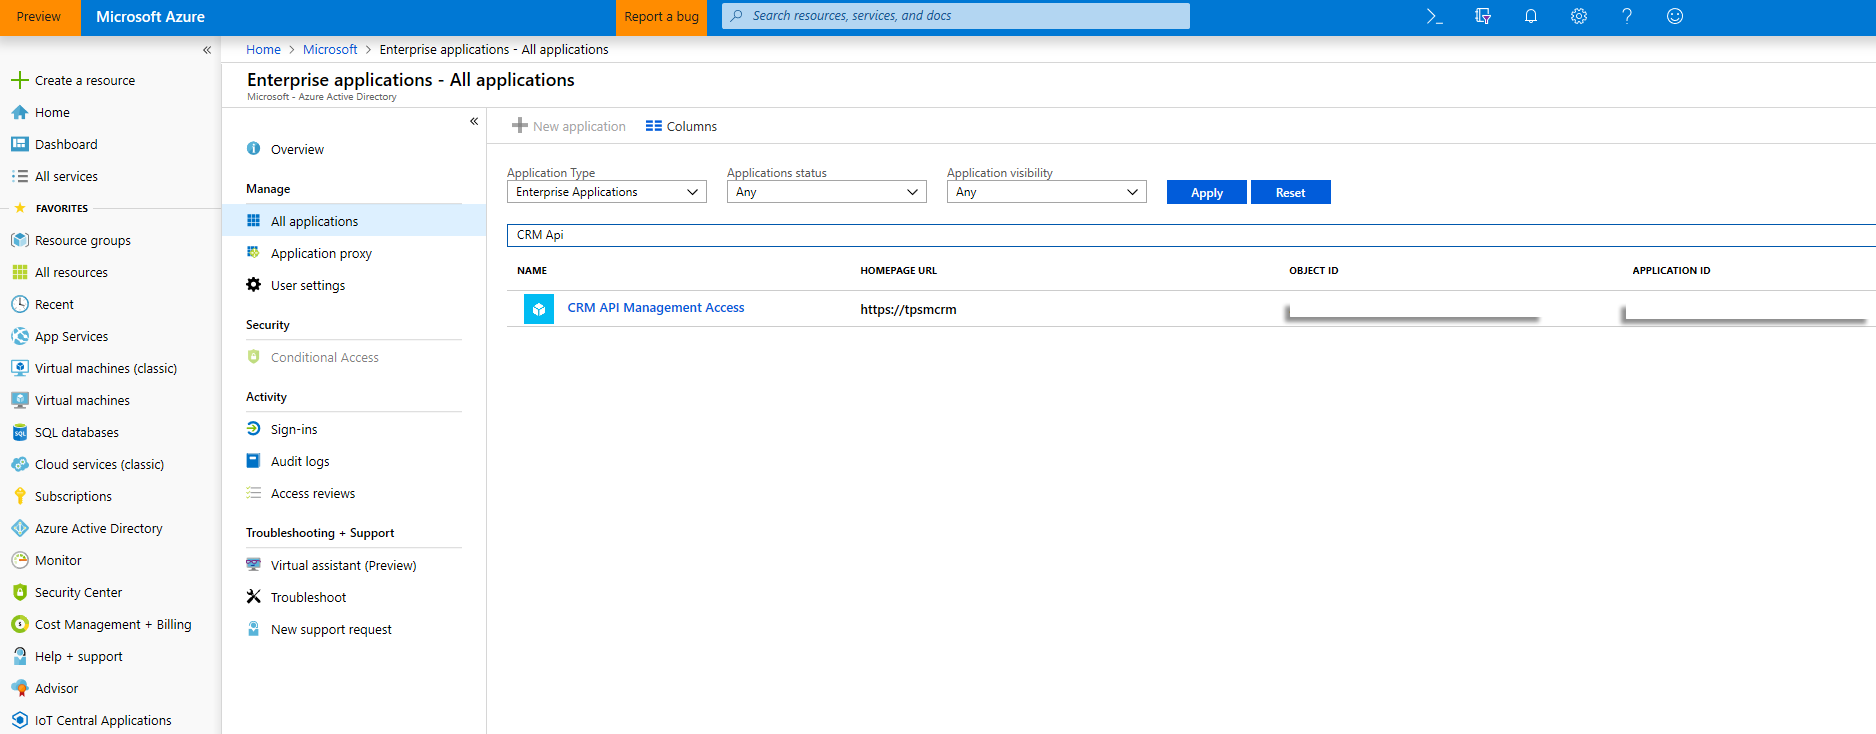 Preview
Microsoft Azure
Report a bug
Search resources, services, and docs
Create a resource
Home
Dashboard
All services
FAVORITES
Resource groups
All resources
Recent
App Services
Virtual machines (classic)
Virtual machines
SQL databases
Cloud services (classic)
Subscriptions
Azure Active Directory
Monitor
Security Center
Cost Management + Billing
Help + support
Advisor
IoT Central Applications
Home > Microsoft > Enterprise applications - All applications
Enterprise applications - All applications
Microsoft - Azure Active Directory
Overview
Manage
All applications
Application proxy
User settings
Security
Conditional Access
Activity
Sign-ins
Audit logs
Access reviews
Troubleshooting + Support
Virtual assistant (Preview)
Troubleshoot
New support request
New application Columns
Application Type Applications status Application visibility
Enterprise Applications Any Any Apply Reset
CRM Api
NAME HOMEPAGE URL OBJECT ID APPLICATION ID
CRM API Management Access https://tpsmcrm